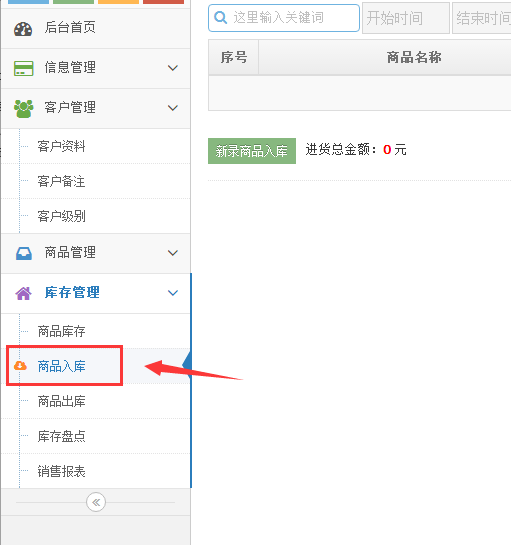 后台首页
信息管理
客户管理
客户资料
客户备注
客户级别
商品管理
库存管理
商品库存
商品入库
商品出库
库存盘点
销售报表
这里输入关键词 开始时间 结束时间
序号 商品名称
新录商品入库 进货总金额：0 元